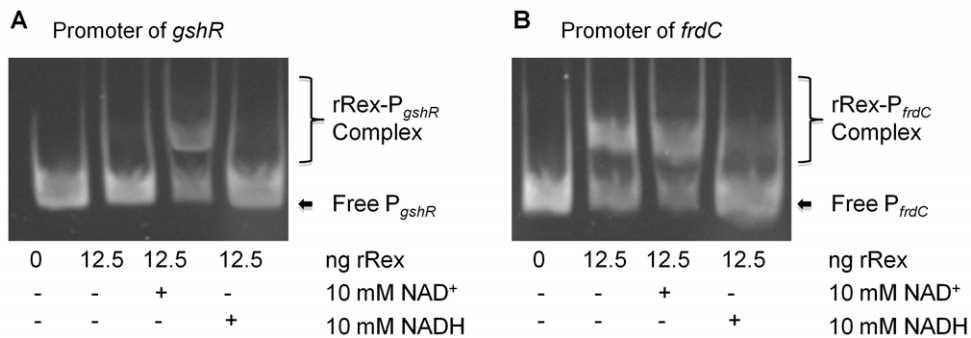 A Promoter of gshR
rRex-PgshR
Complex
Free PgshR
0 12.5 12.5 12.5 ng rRex
- - + - 10 mM NAD+
- - - + 10 mM NADH
B Promoter of frdC
rRex-PfrdC
Complex
Free PfrdC
0 12.5 12.5 12.5 ng rRex
- - + - 10 mM NAD+
- - - + 10 mM NADH